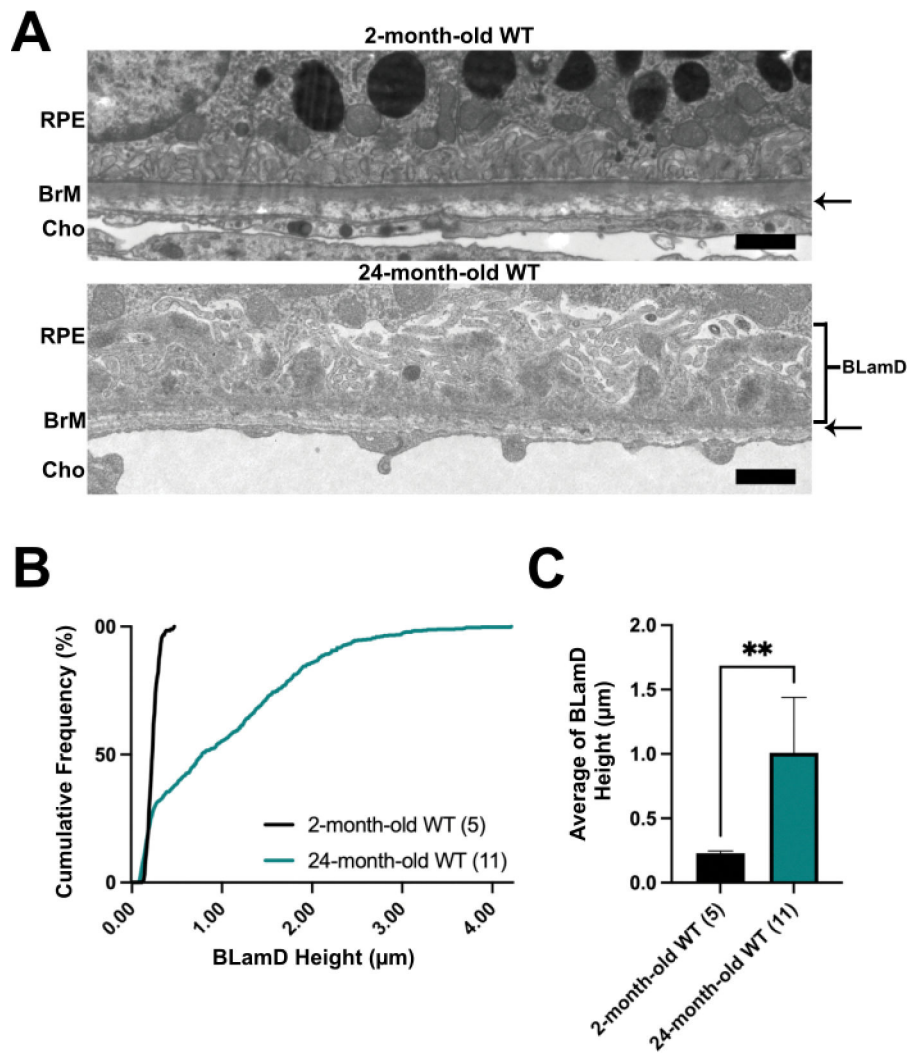 A
2-month-old WT
RPE
BrM
Cho
24-month-old WT
RPE
BLamD
BrM
Cho
B
Cumulative Frequency (%)
00
50
0
0.00
1.00
2.00
3.00
4.00
BLamD Height (µm)
2-month-old WT (5)
24-month-old WT (11)
C
Average of BLamD
Height (µm)
2.0
1.5
1.0
0.5
0.0
**
2-month-old WT (5)
24-month-old WT (11)